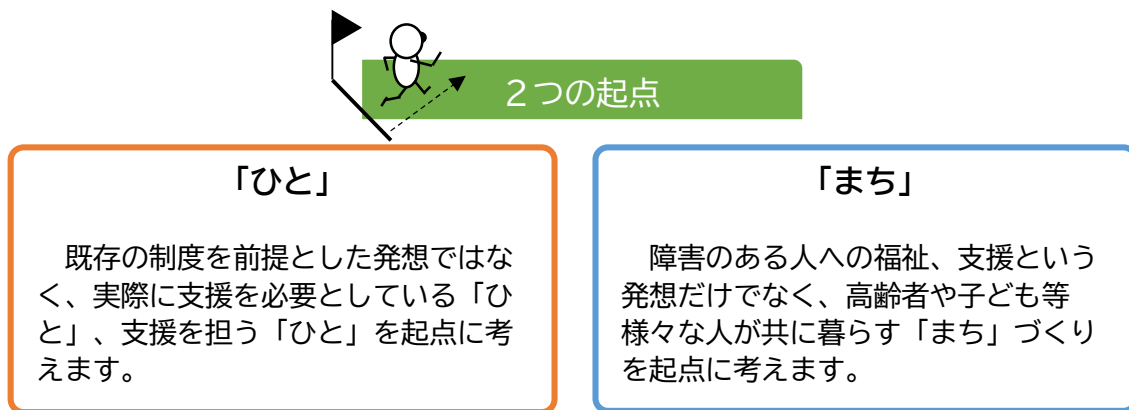 ２つの起点
「ひと」
既存の制度を前提とした発想ではな
く、実際に支援を必要としている「ひ
と」、支援を担う「ひと」を起点に考
えます。
「まち」
障害のある人への福祉、支援という
発想だけでなく、高齢者や子ども等
様々な人が共に暮らす「まち」づくり
を起点に考えます。